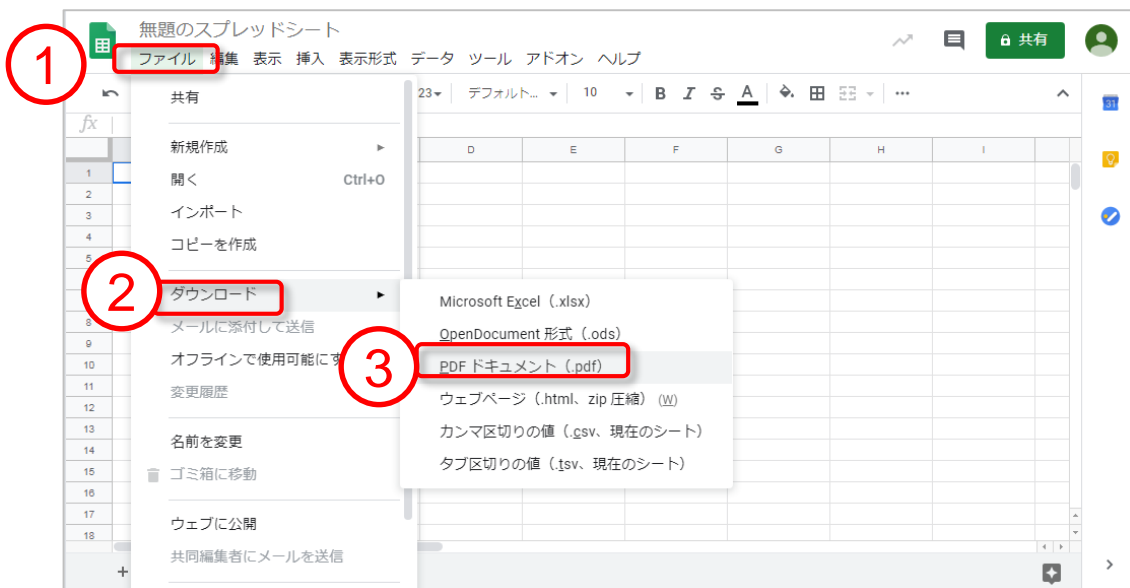 無題のスプレッドシート
ファイル 編集 表示 挿入 表示形式 データ ツール アドオン ヘルプ
共有
1
23 デフォルト... 10 B I S A
fx
共有
新規作成
開く Ctrl+O
インポート
コピーを作成
ダウンロード
メールに添付して送信
オフラインで使用可能にす
変更履歴
名前を変更
ゴミ箱に移動
ウェブに公開
共同編集者にメールを送信
2
Microsoft Excel（.xlsx）
OpenDocument 形式（.ods）
PDF ドキュメント（.pdf）
ウェブページ（.html、zip 圧縮） (W)
カンマ区切りの値（.csv、現在のシート）
タブ区切りの値（.tsv、現在のシート）
3
D E F G H I
1
2
3
4
5
8
9
10
11
12
13
14
15
16
17
18
31